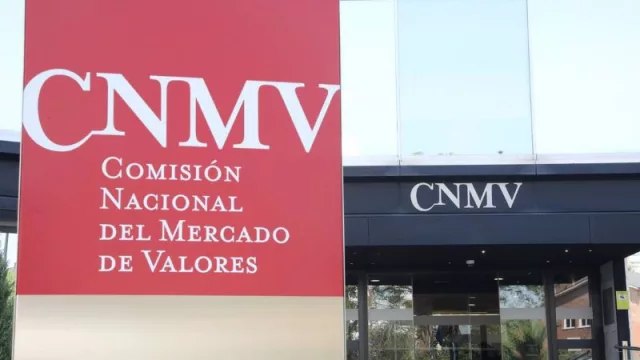 CNMV
COMISIÓN
NACIONAL
DEL MERCADO
DE VALORES
CNMV